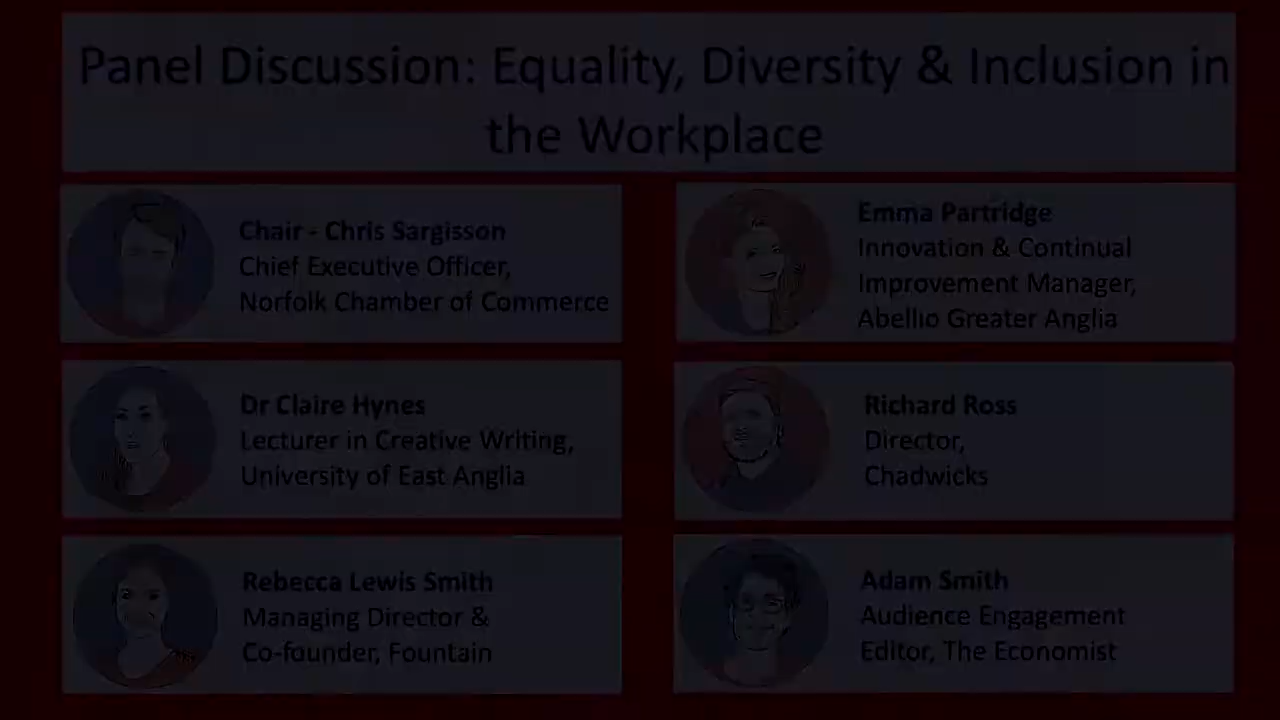 Panel Discussion: Equality, Diversity & Inclusion in
the Workplace
Chair - Chris Sargisson
Chief Executive Officer,
Norfolk Chamber of Commerce
Emma Partridge
Innovation & Continual
Improvement Manager,
Abellio Greater Anglia
Dr Claire Hynes
Lecturer in Creative Writing,
University of East Anglia
Richard Ross
Director,
Chadwicks
Rebecca Lewis Smith
Managing Director &
Co-founder, Fountain
Adam Smith
Audience Engagement
Editor, The Economist